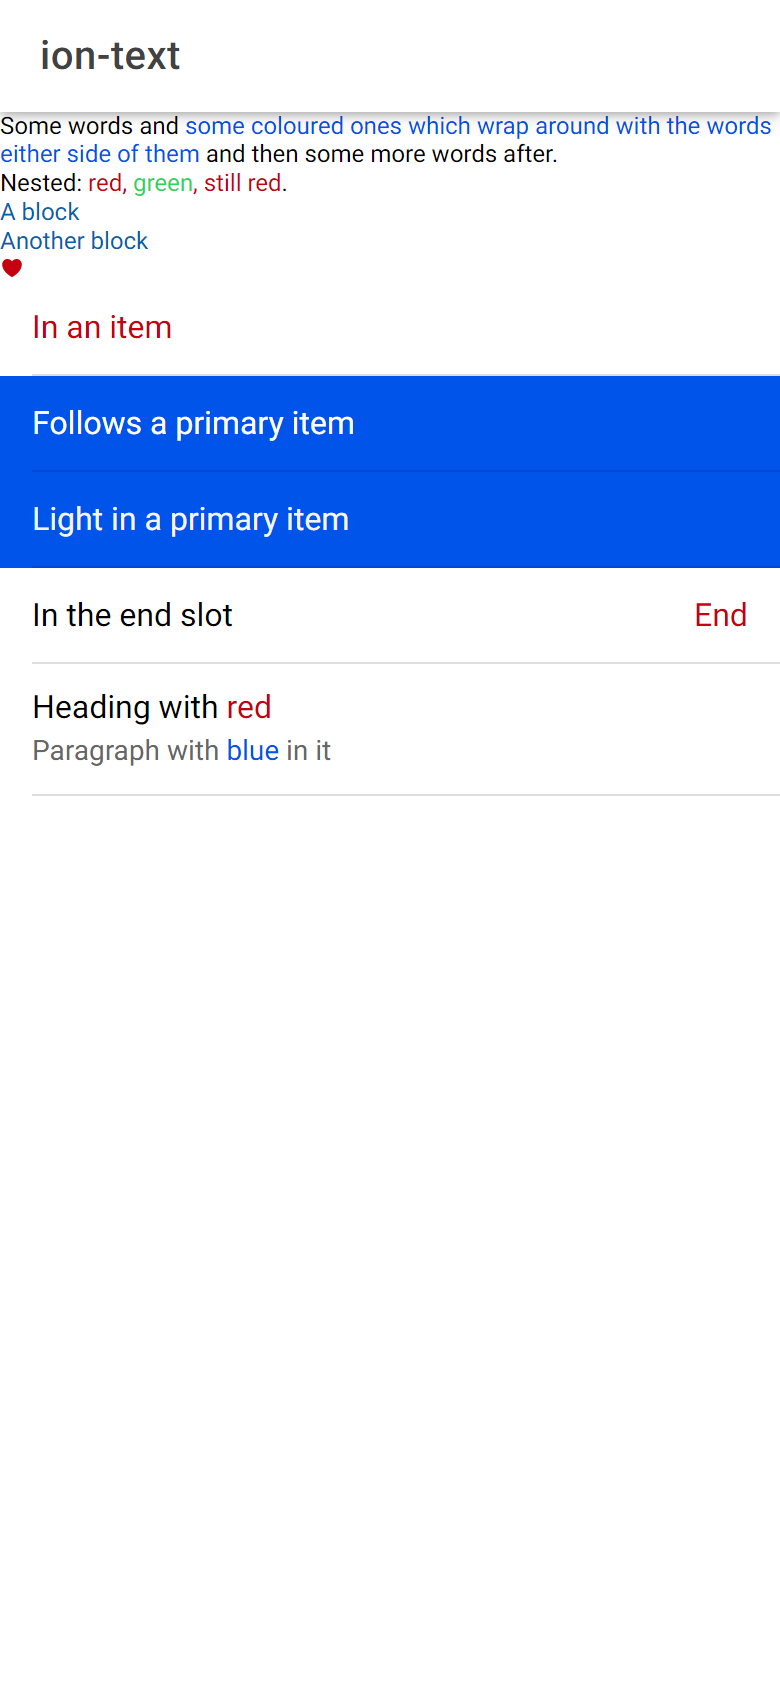 ion-text
Some words and some coloured ones which wrap around with the words
either side of them and then some more words after.
Nested: red, green, still red.
A block
Another block
In an item
Follows a primary item
Light in a primary item
In the end slot End
Heading with red
Paragraph with blue in it